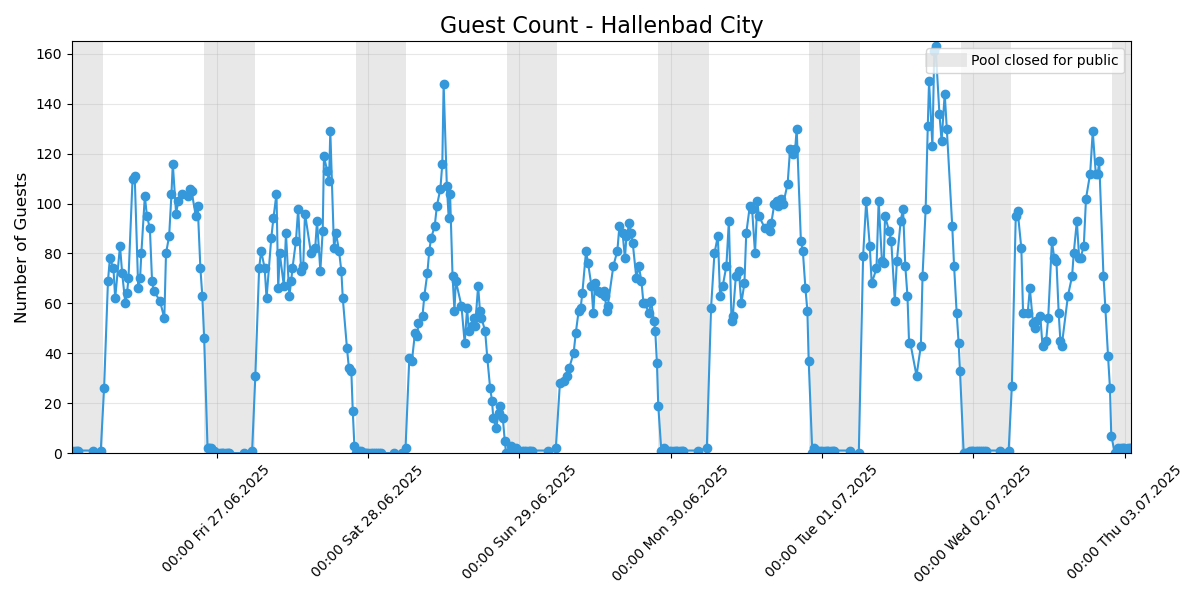 Guest Count - Hallenbad City
Number of Guests
160
140
120
100
80
60
40
20
0
Pool closed for public
00:00 Fri 27.06.2025
00:00 Sat 28.06.2025
00:00 Sun 29.06.2025
00:00 Mon 30.06.2025
00:00 Tue 01.07.2025
00:00 Wed 02.07.2025
00:00 Thu 03.07.2025